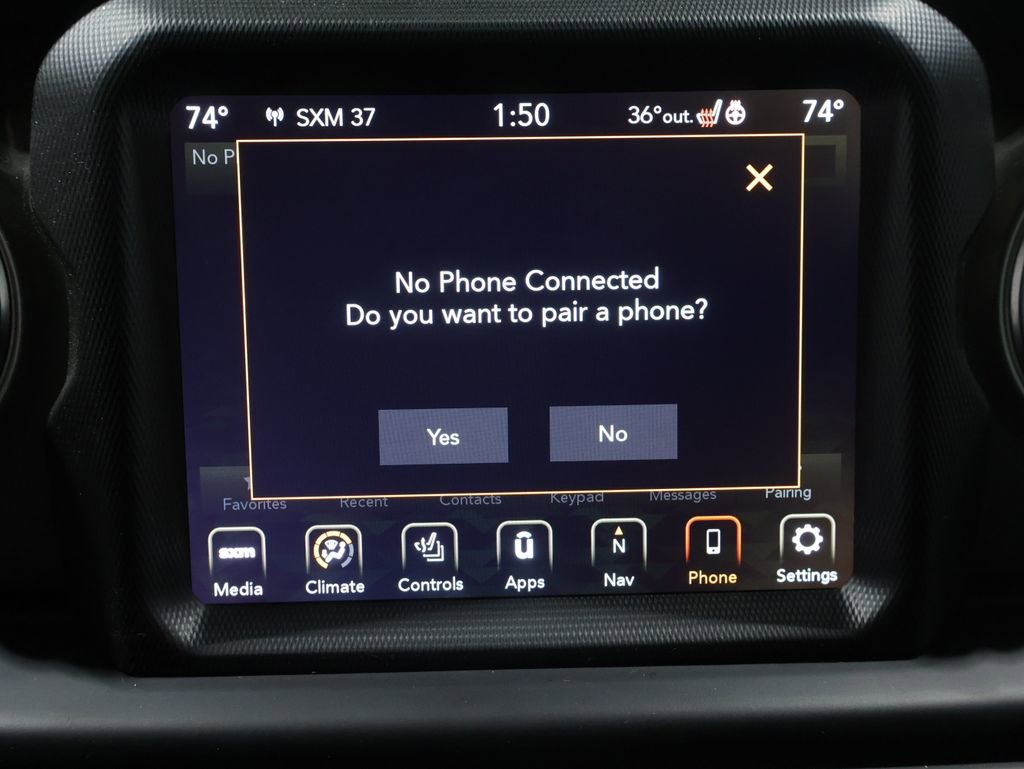 74° SXM 37 1:50 36°out. 74°
No P
No Phone Connected
Do you want to pair a phone?
Yes No
Favorites Recent Contacts Keypad Messages Pairing
sxm û N
Media Climate Controls Apps Nav Phone Settings